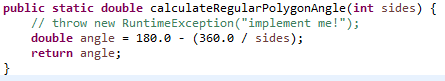 public static double calculateRegularPolygonAngle(int sides) {
    // throw new RuntimeException("implement me!");
    double angle = 180.0 - (360.0 / sides);
    return angle;
}